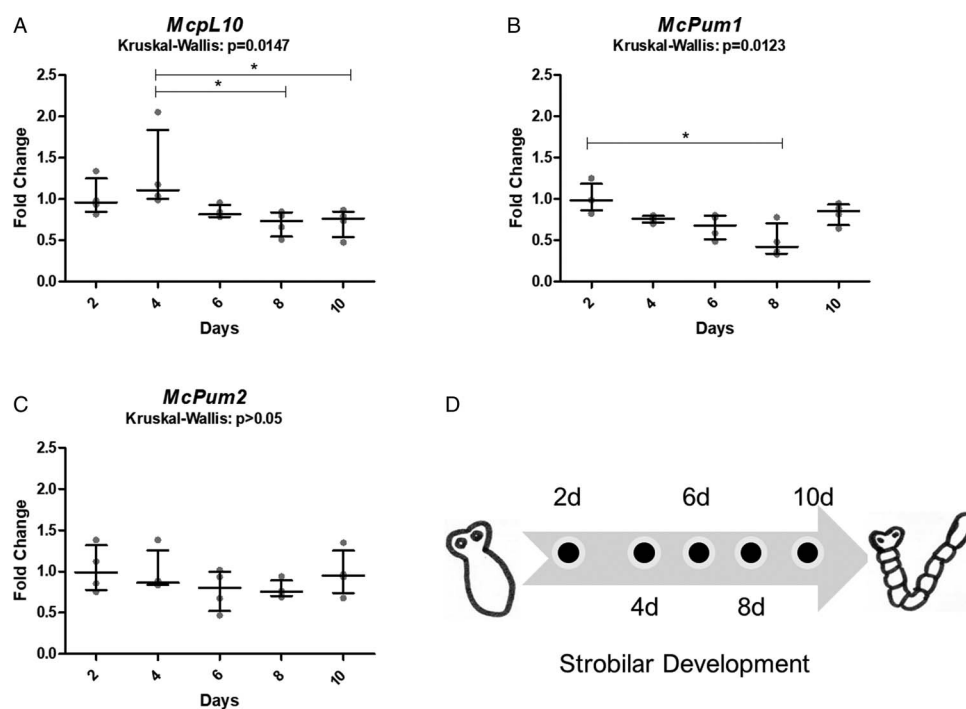 A
McpL10
Kruskal-Wallis: p=0.0147
*
*
2.5
2.0
1.5
1.0
0.5
0.0
Fold Change
2
4
6
8
10
Days
B
McPum1
Kruskal-Wallis: p=0.0123
*
2.5
2.0
1.5
1.0
0.5
0.0
Fold Change
2
4
6
8
10
Days
C
McPum2
Kruskal-Wallis: p>0.05
2.5
2.0
1.5
1.0
0.5
0.0
Fold Change
2
4
6
8
10
Days
D
2d
6d
10d
4d
8d
Strobilar Development